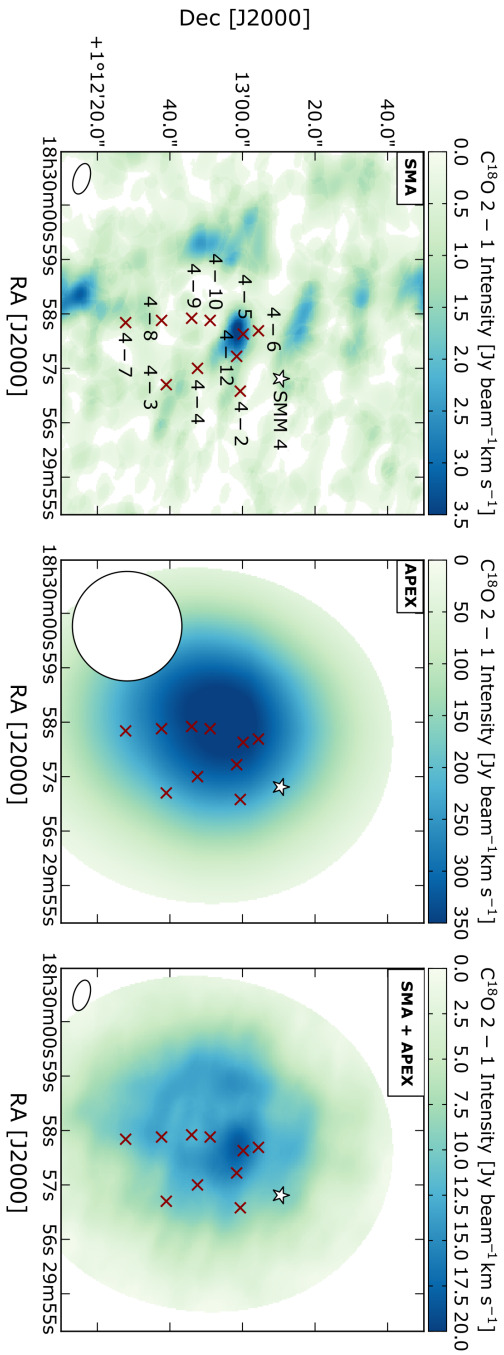 C¹⁸O 2 − 1 Intensity [Jy beam⁻¹km s⁻¹]
0.0 0.5 1.0 1.5 2.0 2.5 3.0 3.5
SMA
Dec [J2000]
40.0"
20"
13'00.0"
40.0"
+1°12'20.0"
SMM 4
4 − 6
4 − 5
4 − 2
4 − 12
4 − 10
4 − 9
4 − 4
4 − 8
4 − 3
4 − 7
18h30m00s 59s 58s 57s 56s 29m55s
RA [J2000]
C¹⁸O 2 − 1 Intensity [Jy beam⁻¹km s⁻¹]
0 50 100 150 200 250 300 350
APEX
18h30m00s 59s 58s 57s 56s 29m55s
RA [J2000]
C¹⁸O 2 − 1 Intensity [Jy beam⁻¹km s⁻¹]
0.0 2.5 5.0 7.5 10.0 12.5 15.0 17.5 20.0
SMA + APEX
18h30m00s 59s 58s 57s 56s 29m55s
RA [J2000]